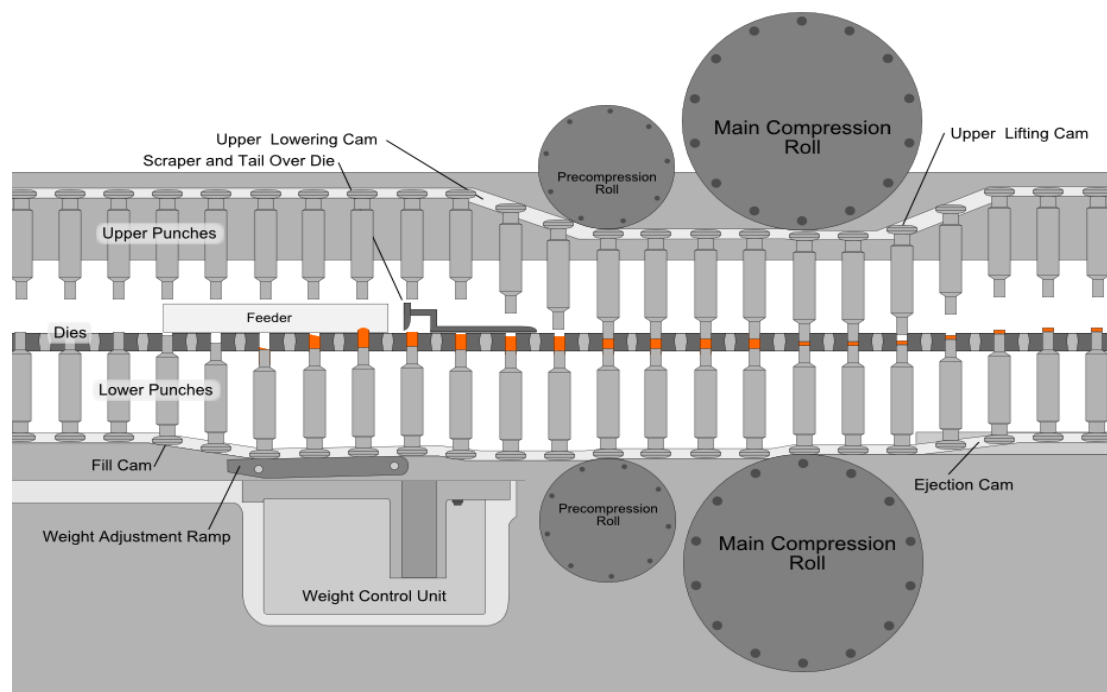 Main Compression
Roll
Upper Lowering Cam
Scraper and Tail Over Die
Upper Lifting Cam
Precompression
Roll
Upper Punches
Feeder
Dies
Lower Punches
Fill Cam
Ejection Cam
Precompression
Roll
Weight Adjustment Ramp
Main Compression
Roll
Weight Control Unit